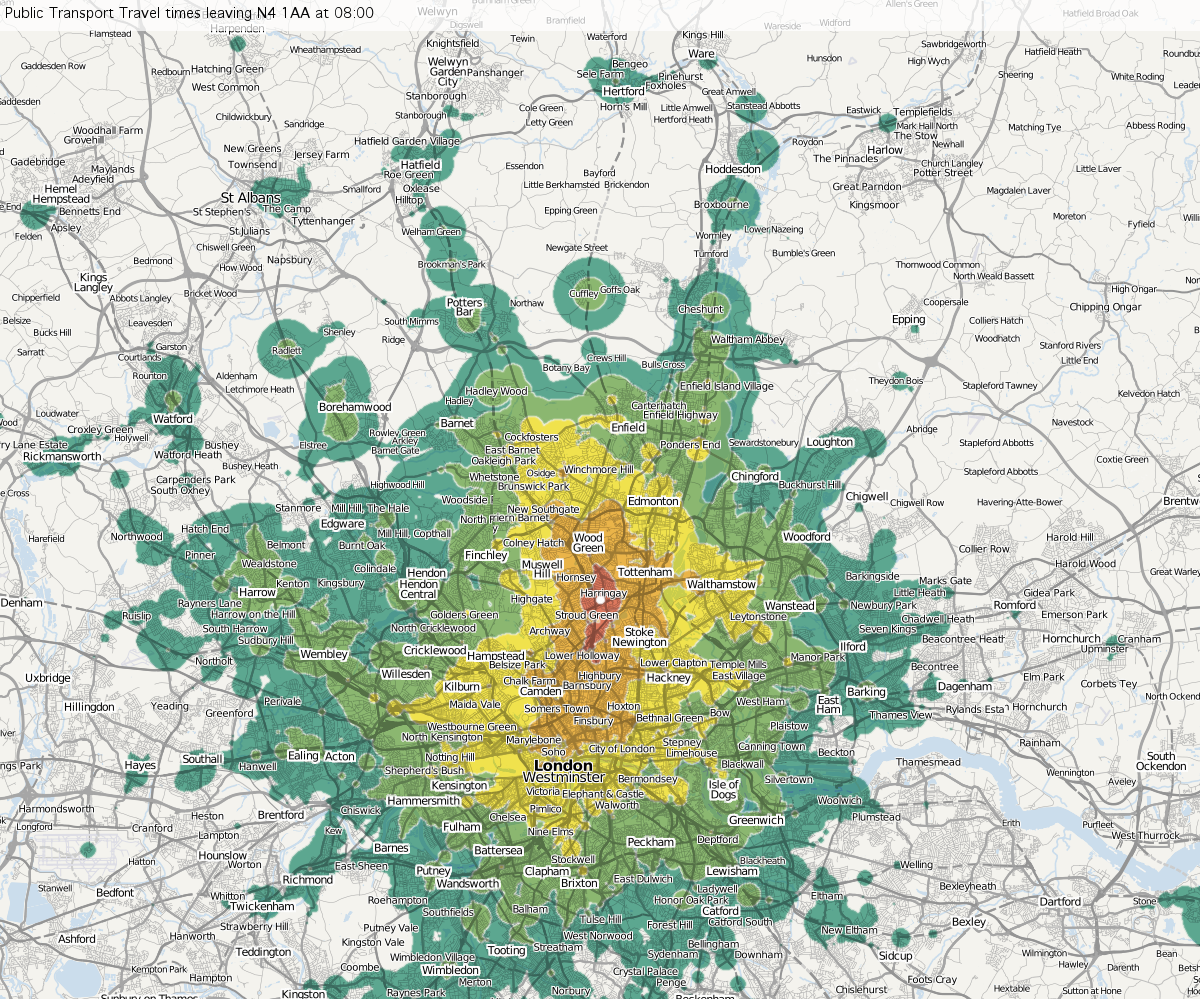 Public Transport Travel times leaving N4 1AA at 08:00
Welwyn
Bramfield
Allen's Green
Digswell
Hatfield Broad Oak
Wareside
Widford
Flamstead
Harpenden
Wheathampstead
Knightsfield
Tewin
Waterford
Kings Hill
Ware
Sawbridgeworth
Hatfield Heath
High Wych
Gaddesden Row
Redbourn
Hatching Green
West Common
Welwyn
Garden
City
Panshanger
Stanborough
Bengeo
Sele Farm
Pinehurst
Foxholes
Hertford
Horn's Mill
Hunsdon
Sheering
White Roding
Great Amwell
Stanstead Abbotts
Childwickbury
Sandridge
Stanborough
Cole Green
Letty Green
Little Amwell
Hertford Heath
Eastwick
Templefields
Mark Hall North
The Stow
Matching Tye
Abbess Roding
Woodhall Farm
Grovehill
New Greens
Townsend
Jersey Farm
Hatfield Garden Village
Roydon
Newhall
Harlow
The Pinnacles
Church Langley
Potter Street
Gadebridge
Maylands
Adeyfield
Hatfield
Roe Green
Essendon
Bayford
Hoddesdon
Little Laver
Hemel
Hempstead
Bennetts End
St Albans
The Camp
Smallford
Oxlease
Hilltop
Little Berkhamsted
Brickendon
Great Parndon
Kingsmoor
Magdalen Laver
Felden
Apsley
St Stephen's
Tyttenhanger
St.Julians
Epping Green
Broxbourne
Moreton
Fyfield
Welham Green
Wormley
Lower Nazeing
Chiswell Green
How Wood
Napsbury
Newgate Street
Turnford
Bumble's Green
Bedmond
Brookman's Park
Thornwood Common
North Weald Bassett
Kings
Langley
Bricket Wood
Abbots Langley
Chipperfield
Cuffley
Goffs Oak
High Ongar
Chipping Ongar
Potters
Bar
Northaw
Cheshunt
Coopersale
Epping
Colliers Hatch
Belsize
Bucks Hill
Leavesden
South Mimms
Shenley
Ridge
Waltham Abbey
Woodhatch
Stanford Rivers
Little End
Sarratt
Garston
Courtlands
Rounton
Radlett
Crews Hill
Botany Bay
Bulls Cross
Aldenham
Letchmore Heath
Theydon Bois
Stapleford Tawney
Kelvedon Hatch
Hadley Wood
Hadley
Enfield Island Village
Loudwater
Watford
Borehamwood
Carterhatch
Enfield Highway
Barnet
Enfield
Abridge
Navestock
Croxley Green
Holywell
Bushey
Watford Heath
Rickmansworth
Elstree
Rowley Green
Arkley
Barnet Gate
Cockfosters
East Barnet
Oakleigh Park
Ponders End
Sewardstonebury
Loughton
Stapleford Abbotts
Coxtie Green
Bushey Heath
Whetstone
Osidge
Winchmore Hill
Chingford
Buckhurst Hill
Stapleford Abbotts
Carpenders Park
South Oxhey
Highwood Hill
Brunswick Park
Woodside
Edmonton
Chigwell
Chigwell Row
Havering-Atte-Bower
Stanmore
Mill Hill, The Hale
New Southgate
Northwood
Hatch End
Edgware
Mill Hill, Copthall
Colney Hatch
Wood
Green
Woodford
Harold Hill
Harefield
Pinner
Belmont
Burnt Oak
Finchley
Muswell
Hill
Collier Row
Harold Wood
Wealdstone
Colindale
Hendon
Hendon
Central
Hornsey
Tottenham
Walthamstow
Barkingside
Marks Gate
Kenton
Kingsbury
Harringay
Little Heath
Gidea Park
Denham
Harrow
Rayners Lane
Highgate
Wanstead
Newbury Park
Romford
Emerson Park
Ruislip
Harrow on the Hill
Golders Green
Stroud Green
Leytonstone
Chadwell Heath
South Harrow
Sudbury Hill
North Cricklewood
Archway
Stoke
Newington
Seven Kings
Beacontree Heath
Hornchurch
Cranham
Upminster
Northolt
Wembley
Cricklewood
Hampstead
Lower Holloway
Manor Park
Ilford
Belsize Park
Lower Clapton
Temple Mills
East Village
Becontree
Elm Park
Corbets Tey
Uxbridge
Willesden
Chalk Farm
Highbury
Hackney
Kilburn
Camden
Barnsbury
Barking
Dagenham
Hillingdon
Yeading
Perivale
Greenford
Maida Vale
Somers Town
Hoxton
West Ham
East
Ham
Rylands Esta
Hornchurch
North Ockendon
Finsbury
Bethnal Green
Bow
Plaistow
Thames View
Westbourne Green
North Kensington
Marylebone
Soho
City of London
Stepney
Limehouse
Canning Town
Rainham
Ealing
Acton
Notting Hill
Blackwall
Beckton
Thamesmead
Hayes
Southall
Hanwell
Shepherd's Bush
London
Westminster
Bermondsey
Silvertown
Wennington
South
Ockendon
Kensington
Victoria
Elephant & Castle
Isle of
Dogs
Aveley
Hammersmith
Pimlico
Walworth
Woolwich
Harmondsworth
Heston
Brentford
Chiswick
Chelsea
Greenwich
Plumstead
Erith
Purfleet
Longford
Cranford
Lampton
Kew
Fulham
Nine Elms
Peckham
Deptford
West Thurrock
Hounslow
Worton
East Sheen
Barnes
Battersea
Stockwell
Blackheath
Welling
Hatton
Richmond
Putney
Wandsworth
Clapham
Brixton
East Dulwich
Lewisham
Bexleyheath
Stanwell
Bedfont
Whitton
Twickenham
Roehampton
Southfields
Balham
Ladywell
Honor Oak Park
Catford
Eltham
Dartford
Stone
Strawberry Hill
Putney Vale
Tulse Hill
Forest Hill
Catford South
New Eltham
Bexley
Ashford
Hanworth
Teddington
Kingston Vale
Tooting
West Norwood
Streatham
Bellingham
Sydenham
Downham
Sidcup
Wilmington
Bean
Hawley
Kempton Park
Hampton
Coombe
Wimbledon Village
Wimbledon
Merton
Crystal Palace
Penge
Foots Cray
Darenth
Sunbury on Thames
Kingston
Raynes Park
Norbury
Beckenham
Chislehurst
Hextable
Sutton at Home